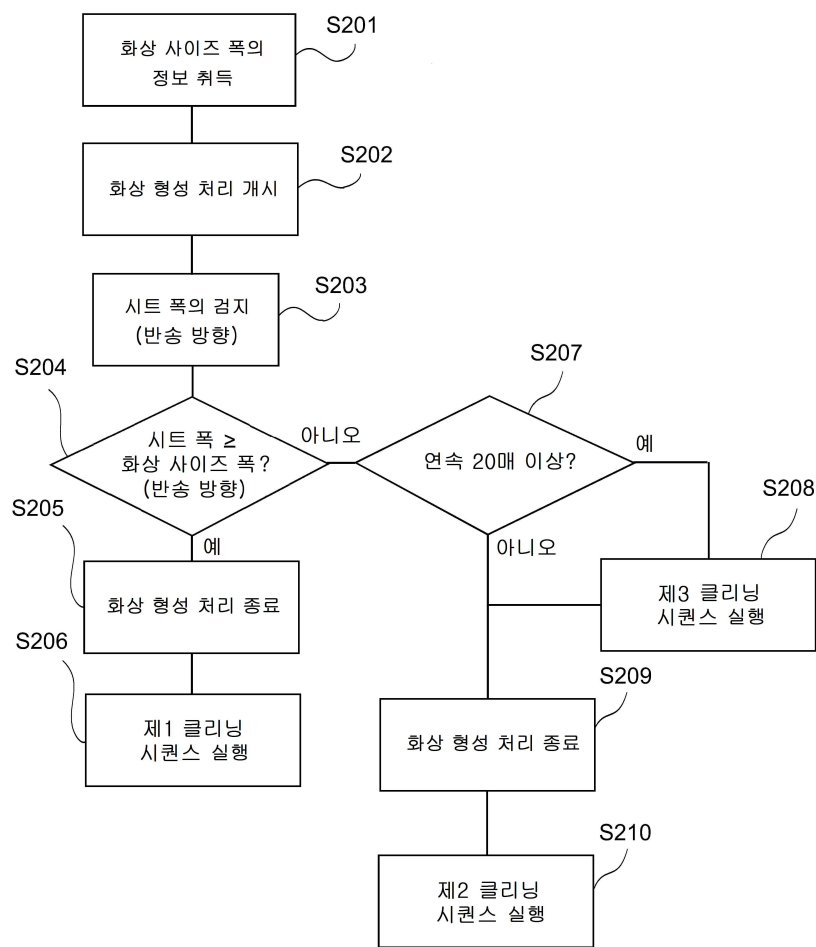 S201
화상 사이즈 폭의
정보 취득
S202
화상 형성 처리 개시
S203
시트 폭의 검지
(반송 방향)
S204
시트 폭 ≥
화상 사이즈 폭?
(반송 방향)
아니오
S207
연속 20매 이상?
예
S208
제3 클리닝
시퀀스 실행
예
아니오
S205
화상 형성 처리 종료
S206
제1 클리닝
시퀀스 실행
S209
화상 형성 처리 종료
S210
제2 클리닝
시퀀스 실행